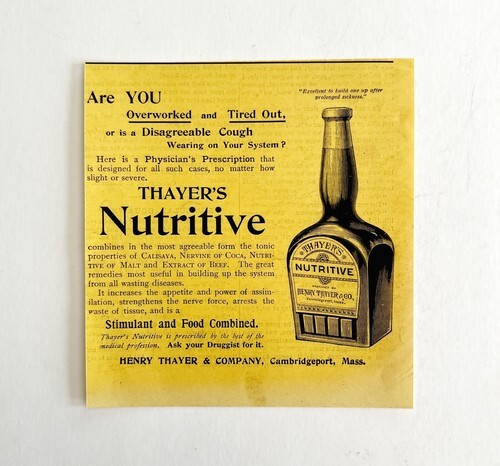 "Excellent to build one up after
prolonged sickness."
Are YOU
Overworked and Tired Out,
or is a Disagreeable Cough
Wearing on Your System?
Here is a Physician's Prescription that
is designed for all such cases, no matter how
slight or severe.
THAYER'S
Nutritive
combines in the most agreeable form the tonic
properties of CALISAYA, NERVINE OF COCA, NUTRI-
TIVE OF MALT and EXTRACT OF BEEF. The great
remedies most useful in building up the system
from all wasting diseases.
It increases the appetite and power of assim-
ilation, strengthens the nerve force, arrests the
waste of tissue, and is a
Stimulant and Food Combined.
Thayer's Nutritive is prescribed by the best of the
medical profession. Ask your Druggist for it.
HENRY THAYER & COMPANY, Cambridgeport, Mass.
THAYER'S
NUTRITIVE
HENRY THAYER & CO.